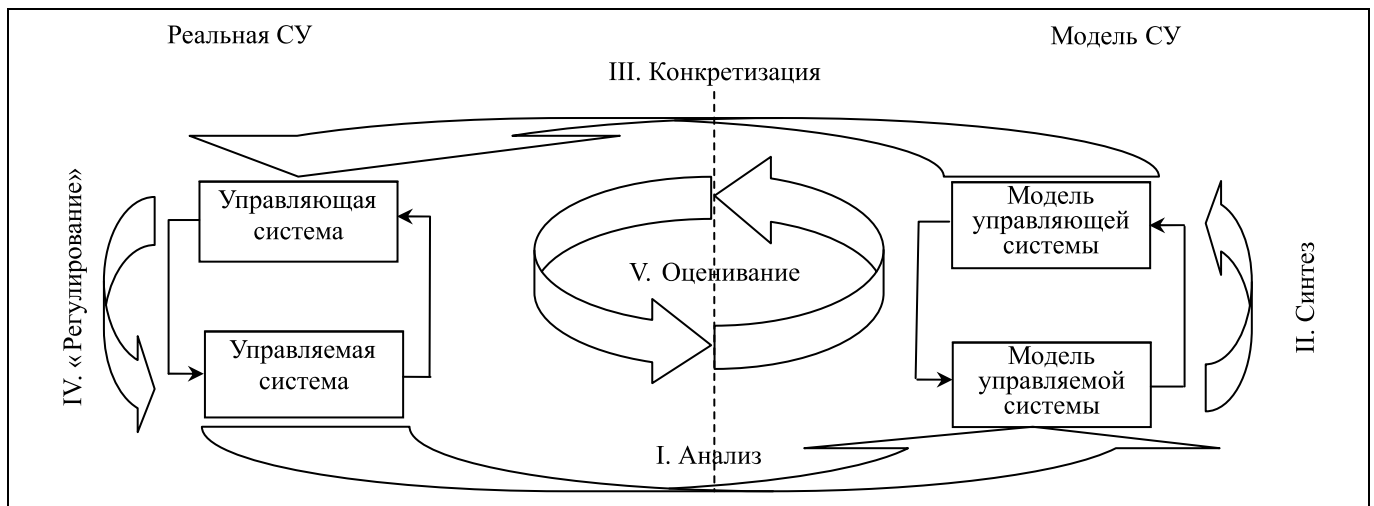 Реальная СУ
Модель СУ
III. Конкретизация
IV. «Регулирование»
Управляющая
система
Управляемая
система
V. Оценивание
Модель
управляющей
системы
Модель
управляемой
системы
II. Синтез
I. Анализ